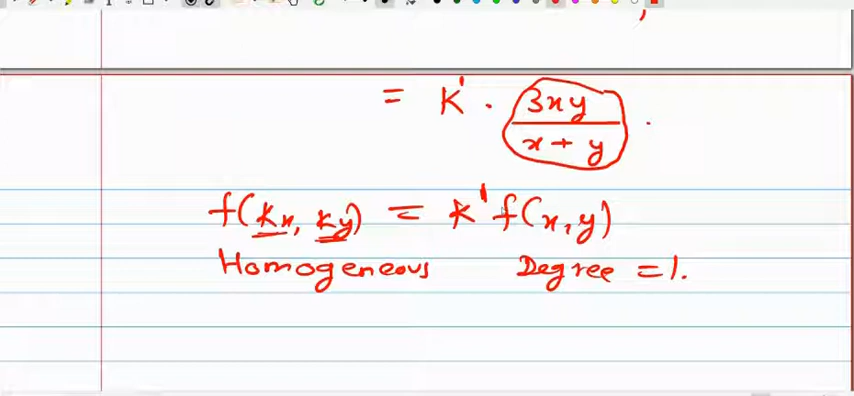 = K¹ · 3xy / x + y .
f(kx, ky) = k¹ f(x, y)
Homogeneous Degree = 1.